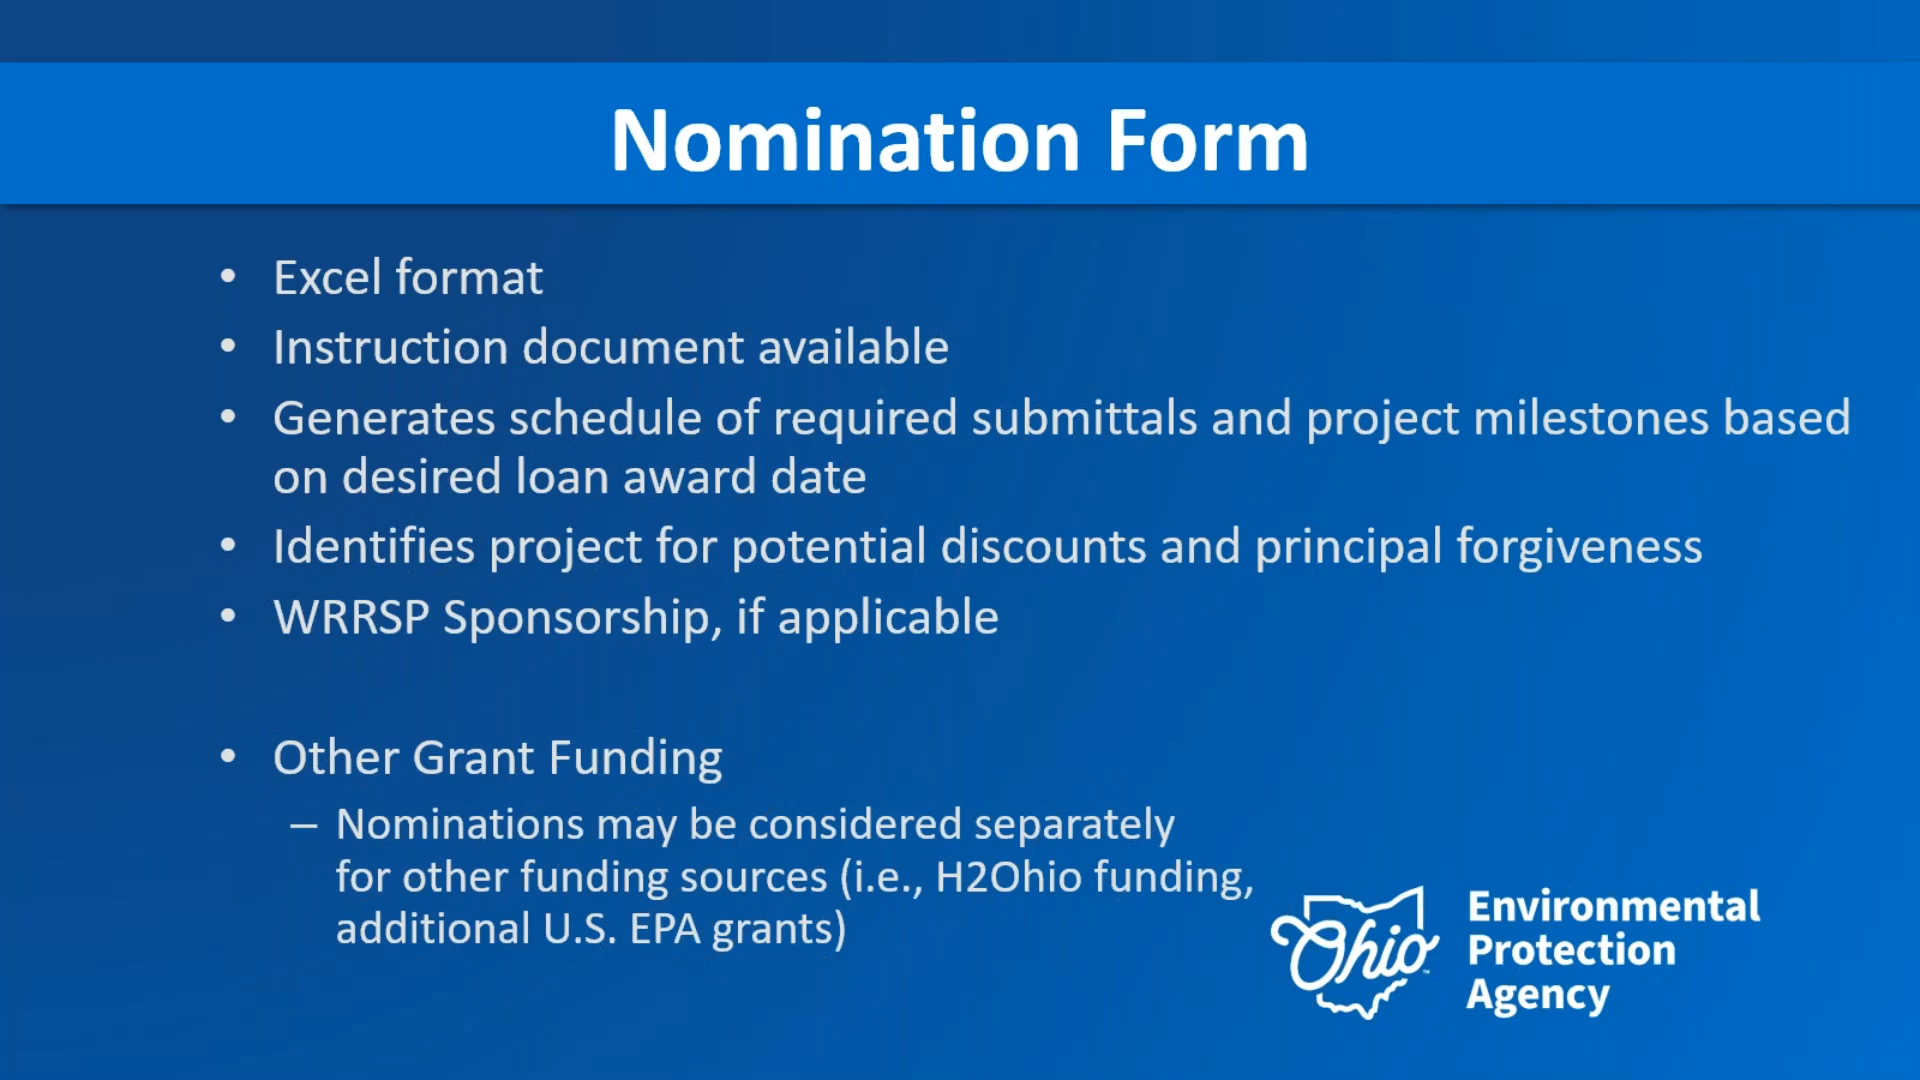 Nomination Form
• Excel format
• Instruction document available
• Generates schedule of required submittals and project milestones based
on desired loan award date
• Identifies project for potential discounts and principal forgiveness
• WRRSP Sponsorship, if applicable
• Other Grant Funding
– Nominations may be considered separately
for other funding sources (i.e., H2Ohio funding,
additional U.S. EPA grants)
Ohio
Environmental
Protection
Agency